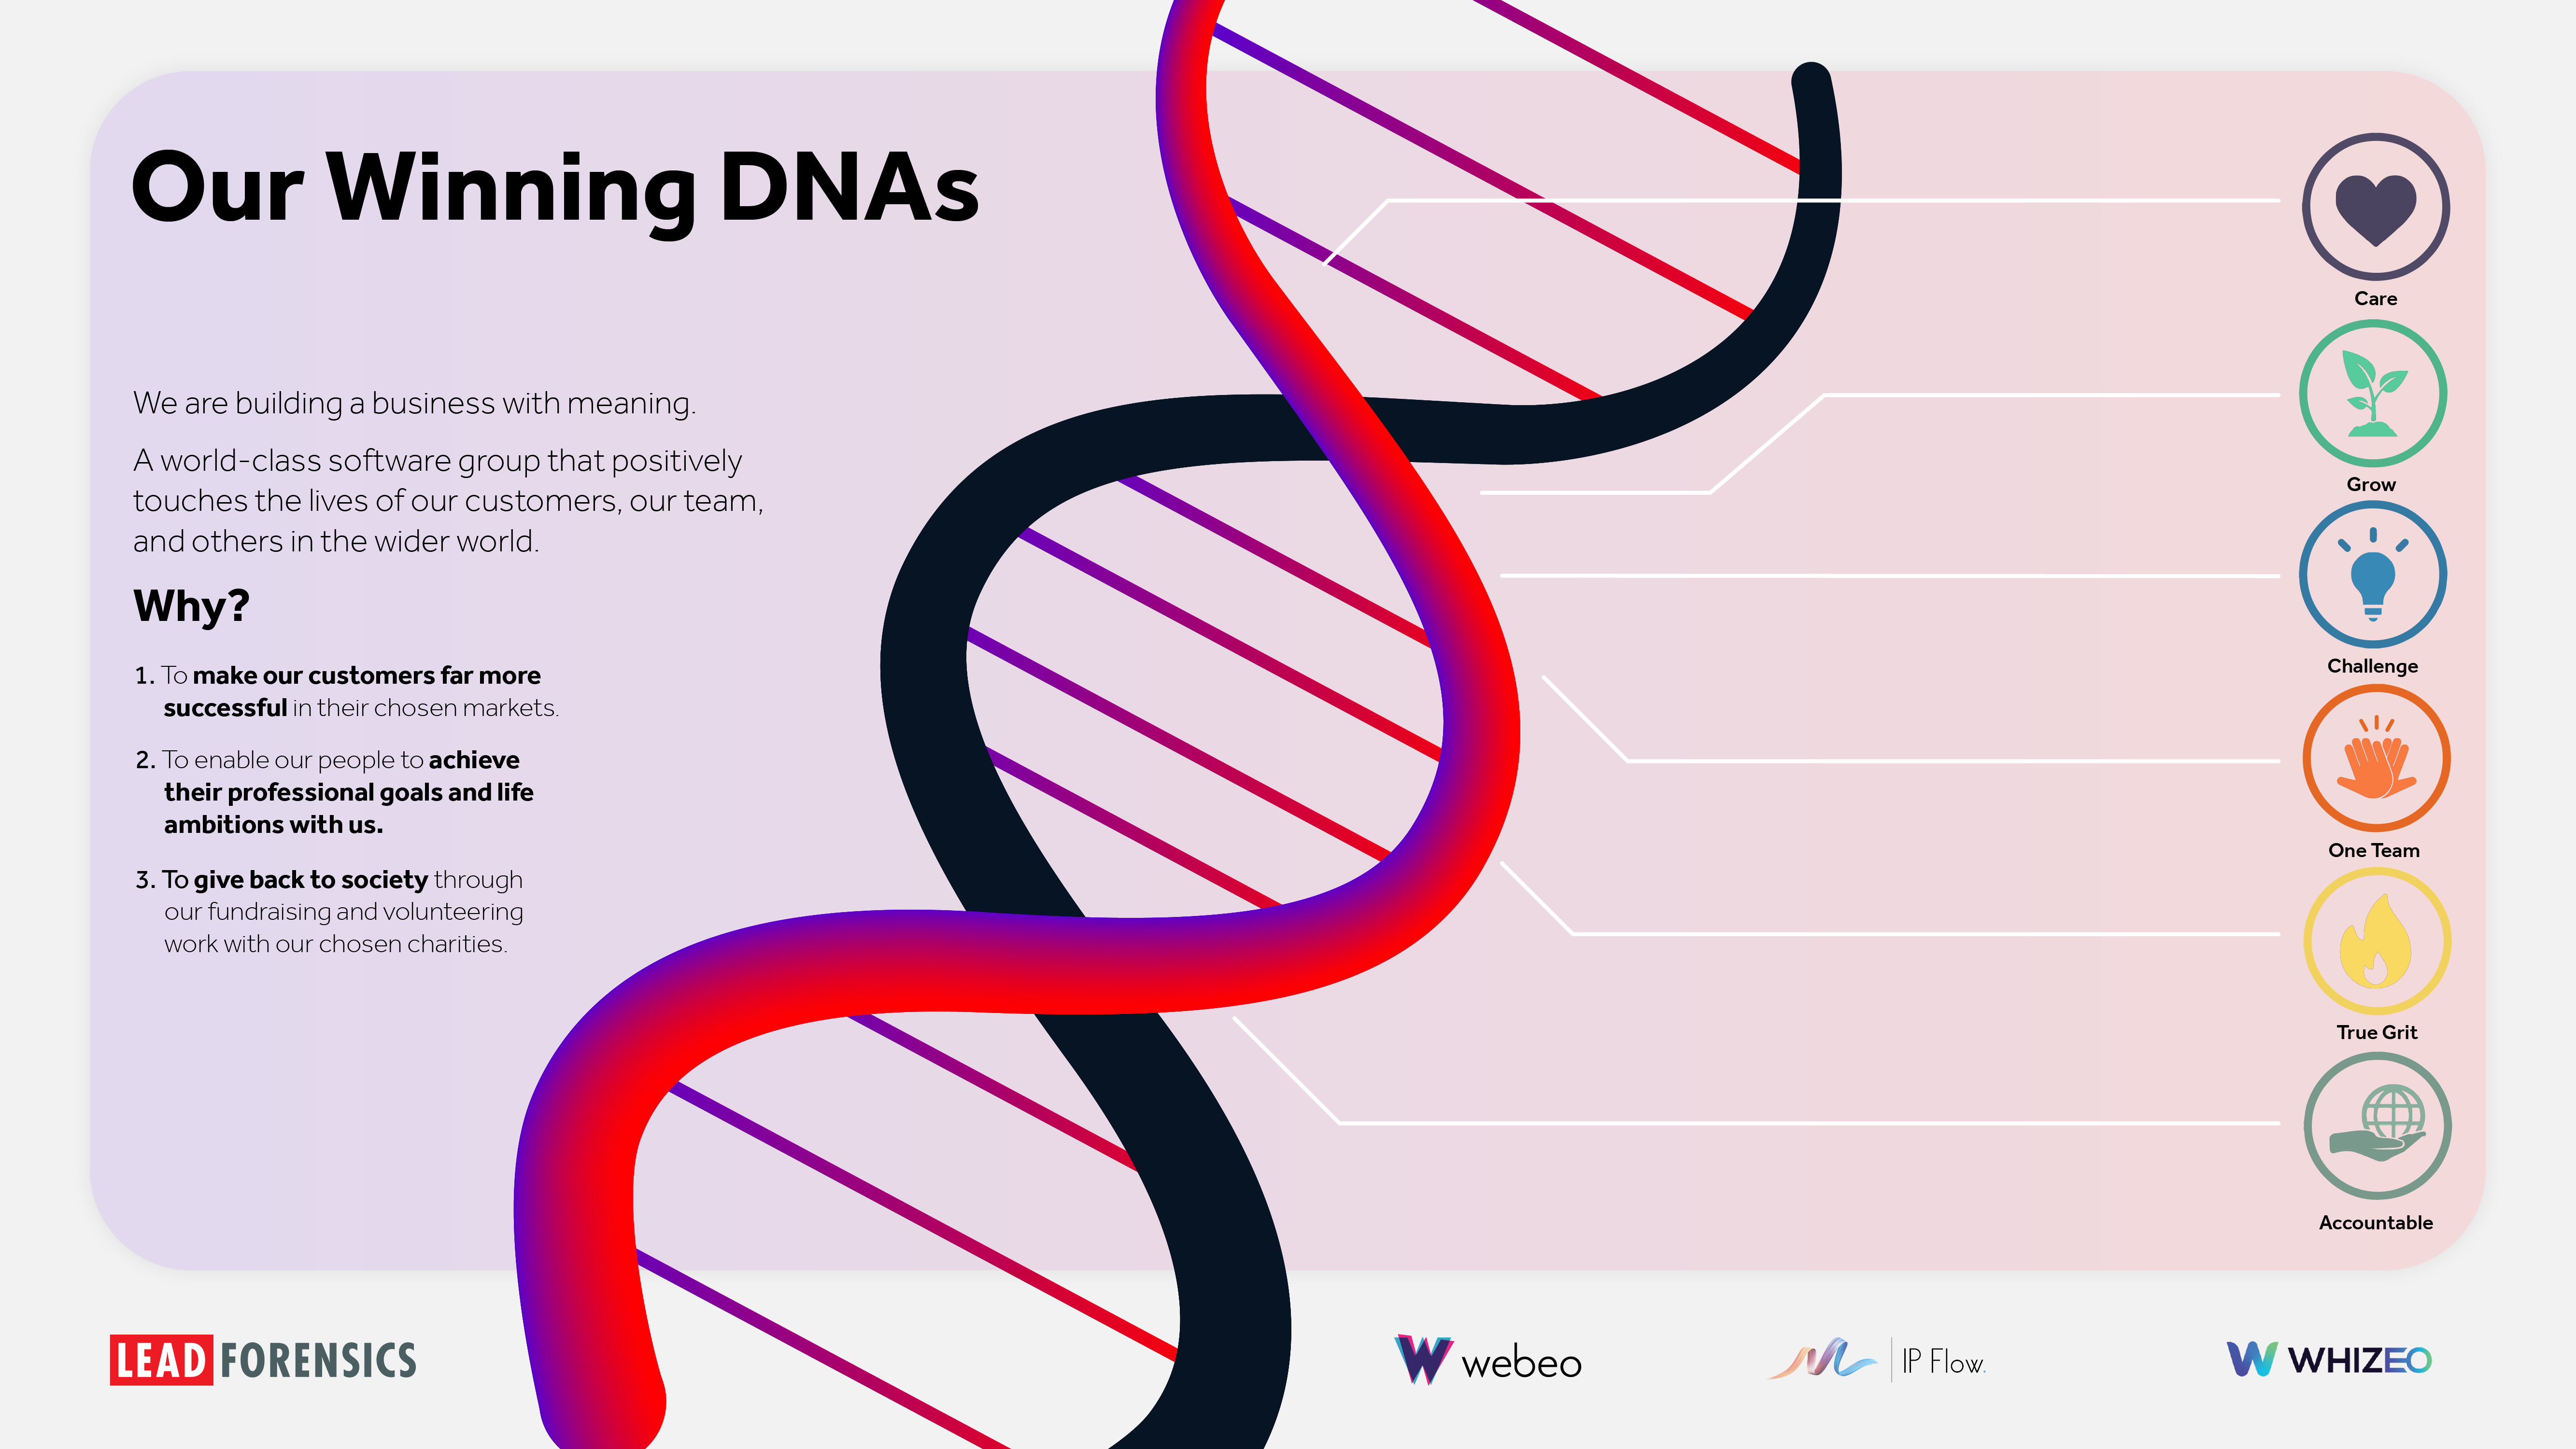 Our Winning DNAs
We are building a business with meaning.
A world-class software group that positively
touches the lives of our customers, our team,
and others in the wider world.
Why?
1. To make our customers far more
successful in their chosen markets.
2. To enable our people to achieve
their professional goals and life
ambitions with us.
3. To give back to society through
our fundraising and volunteering
work with our chosen charities.
Care
Grow
Challenge
One Team
True Grit
Accountable
LEAD FORENSICS
W webeo
IP Flow.
W WHIZEO